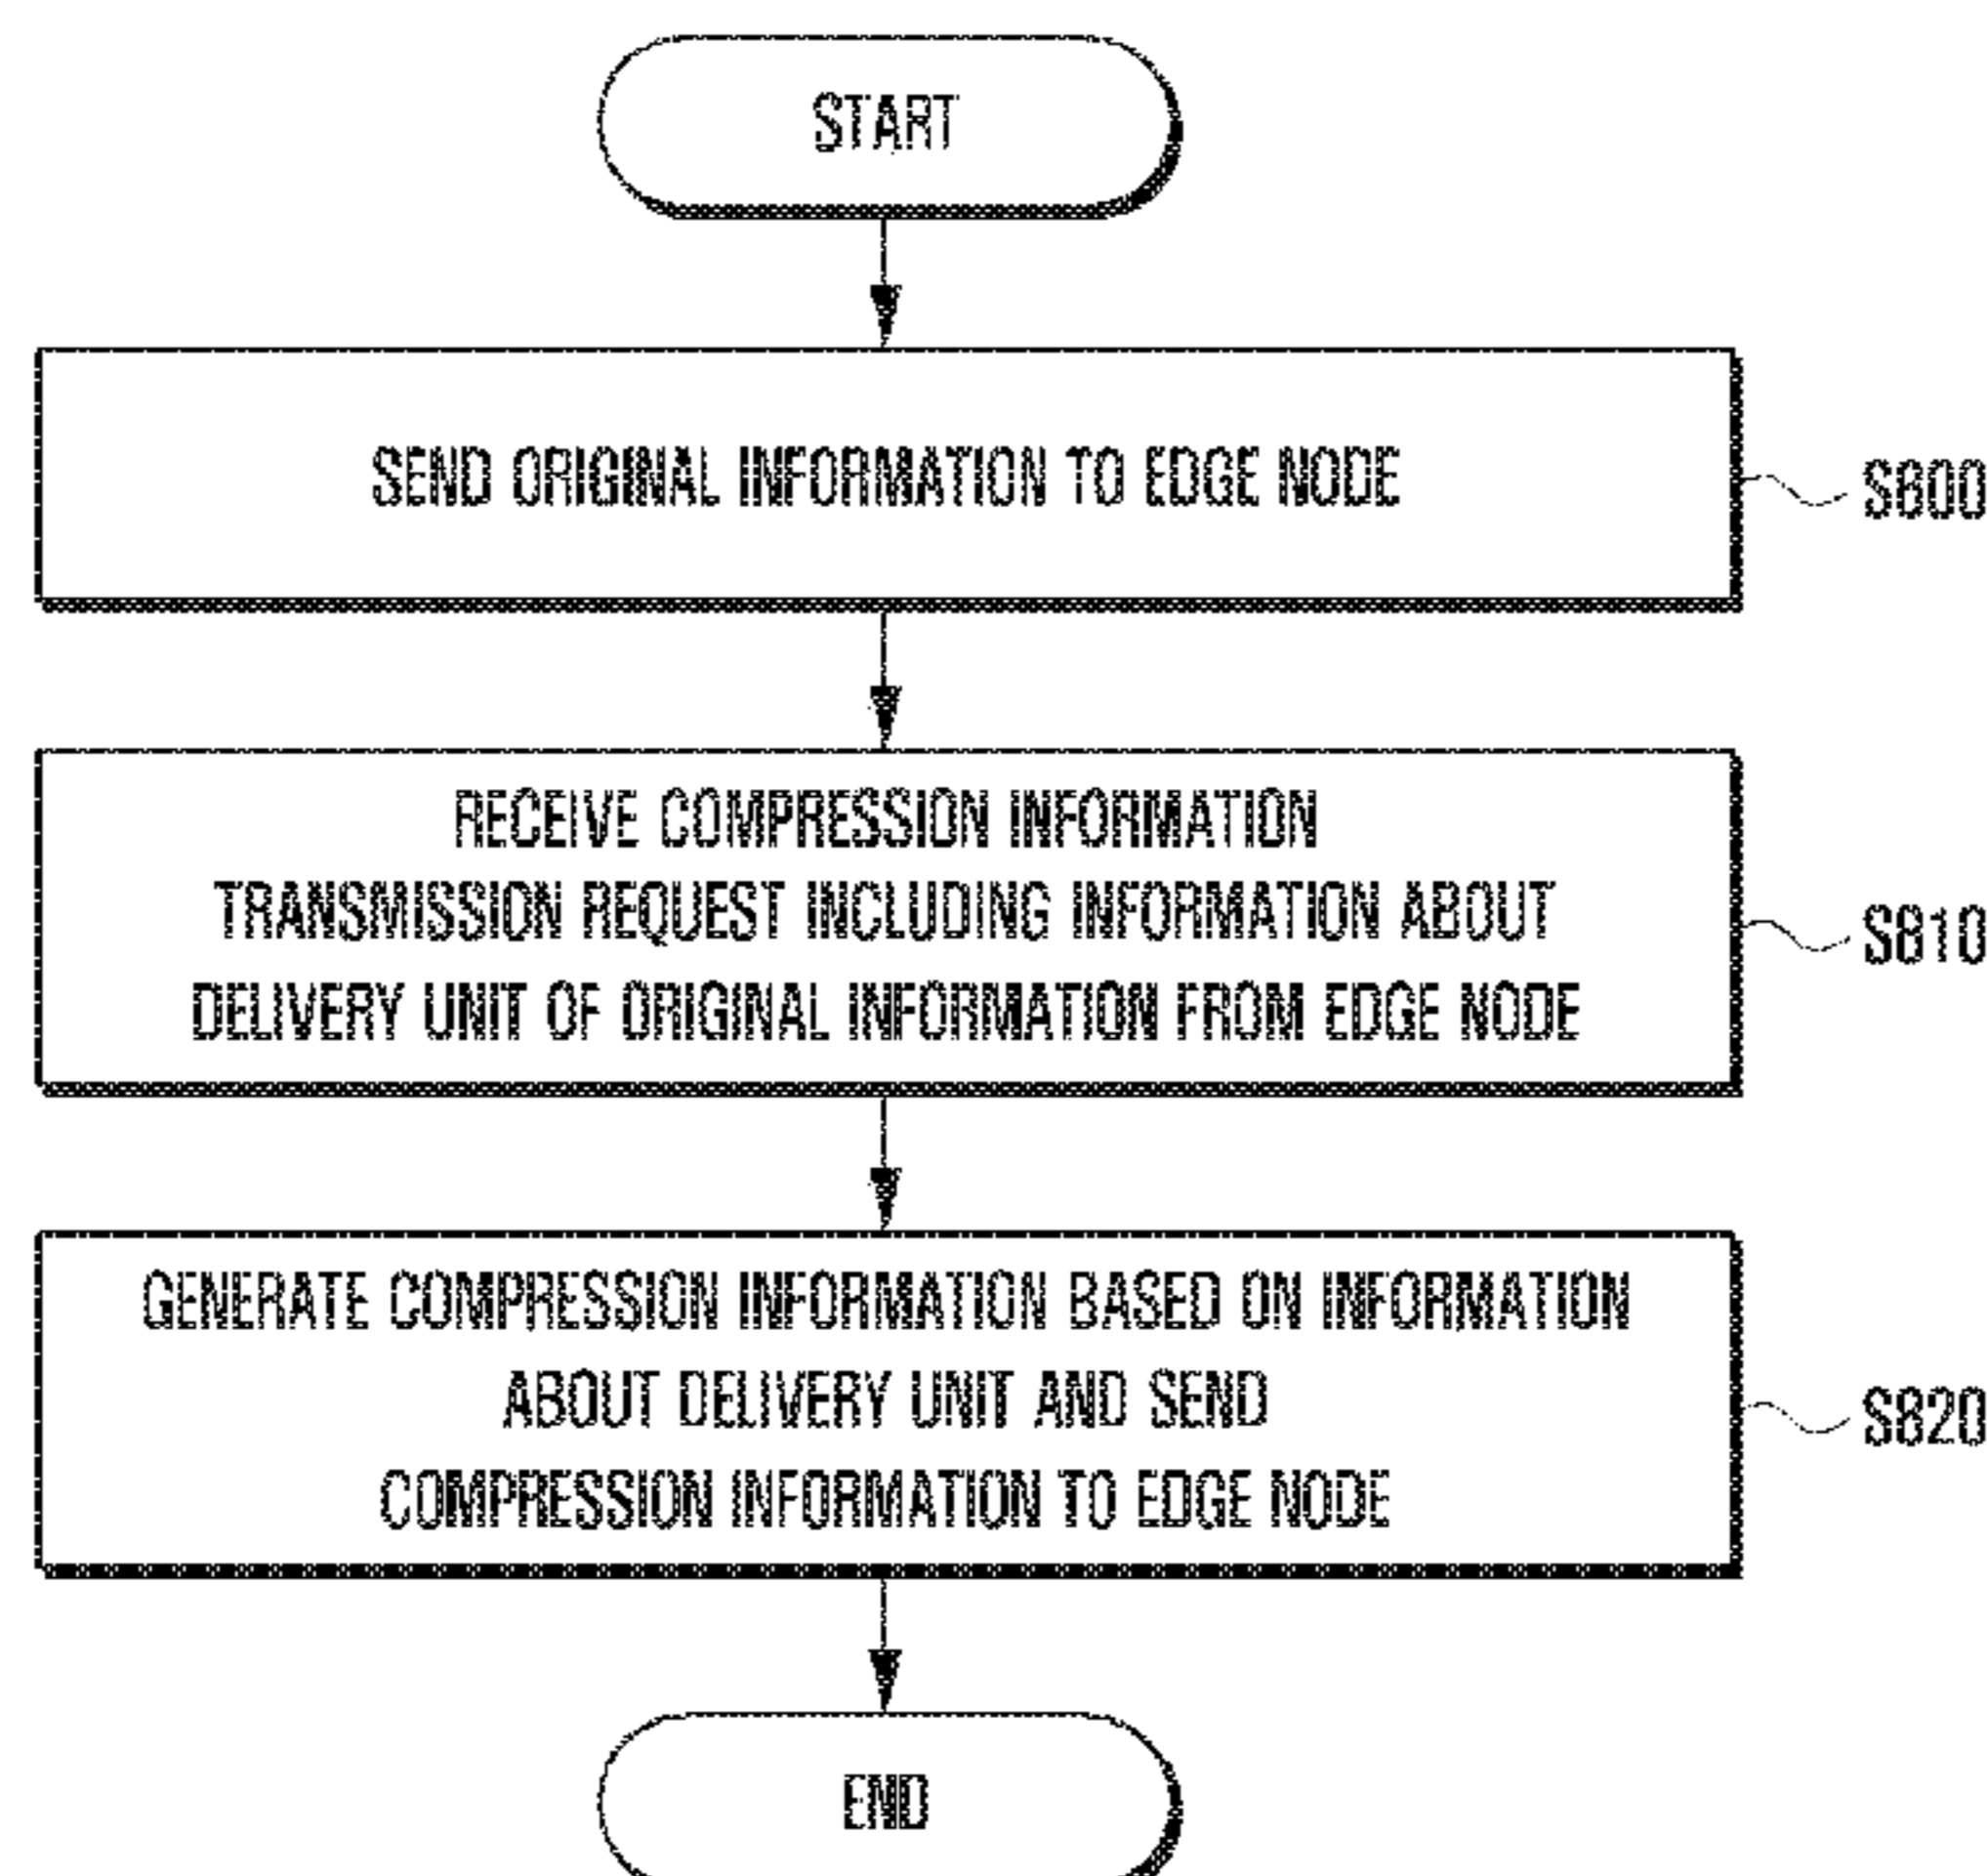 START
SEND ORIGINAL INFORMATION TO EDGE NODE
S800
RECEIVE COMPRESSION INFORMATION
TRANSMISSION REQUEST INCLUDING INFORMATION ABOUT
DELIVERY UNIT OF ORIGINAL INFORMATION FROM EDGE NODE
S810
GENERATE COMPRESSION INFORMATION BASED ON INFORMATION
ABOUT DELIVERY UNIT AND SEND
COMPRESSION INFORMATION TO EDGE NODE
S820
END